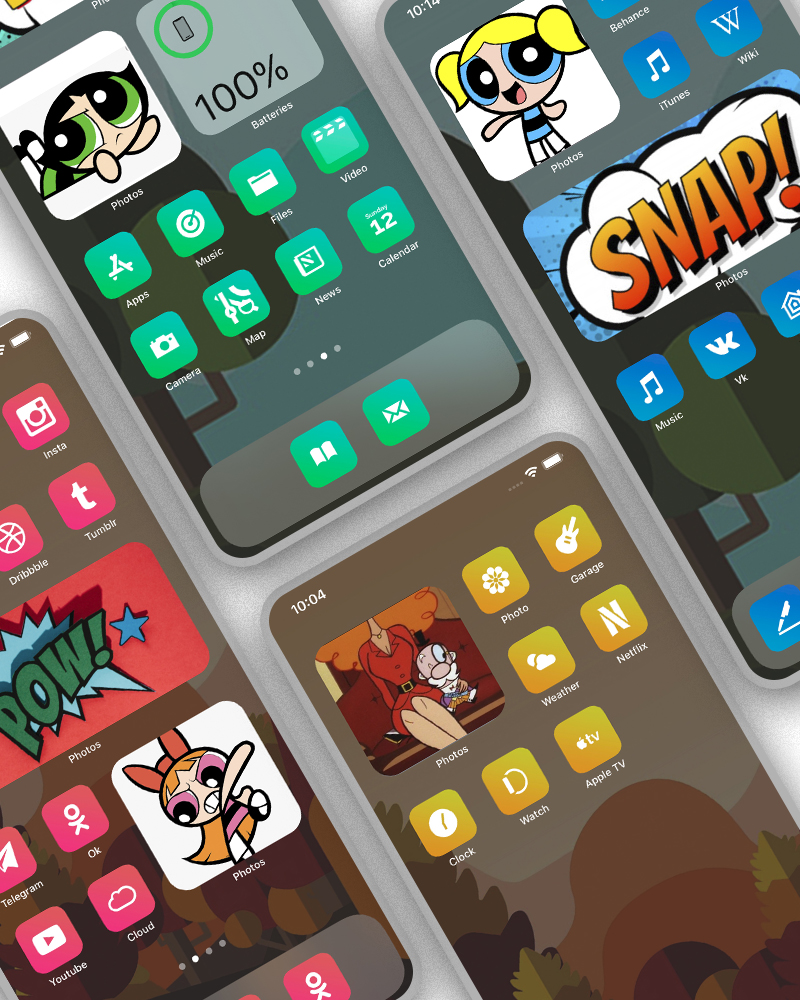 Photos
100%
Batteries
Apps
Music
Files
Video
Camera
Map
News
Sunday
12
Calendar
10:14
Behance
W
Wiki
iTunes
Photos
SNAP!
Photos
Music
Vk
Insta
t
Tumblr
Dribbble
POW!
Photos
Photos
Telegram
Ok
Youtube
Cloud
10:04
Photos
Photo
Garage
Weather
N
Netflix
Clock
Watch
tv
Apple TV